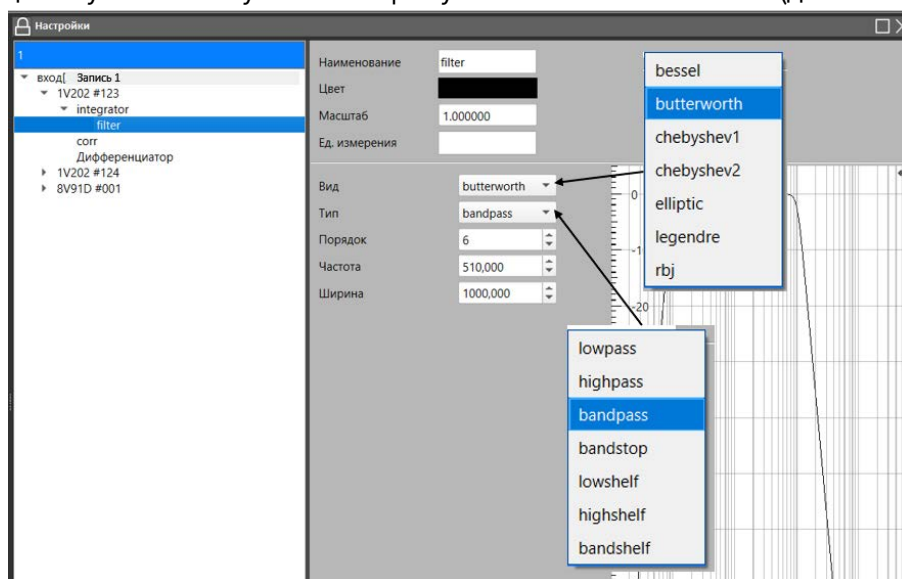 Настройки
1
вход[ Запись 1
1V202 #123
integrator
filter
corr
Дифференциатор
1V202 #124
8V91D #001
Наименование filter
Цвет
Масштаб 1.000000
Ед. измерения
Вид butterworth
Тип bandpass
Порядок 6
Частота 510,000
Ширина 1000,000
bessel
butterworth
chebyshev1
chebyshev2
elliptic
legendre
rbj
0
-1
-20
lowpass
highpass
bandpass
bandstop
lowshelf
highshelf
bandshelf